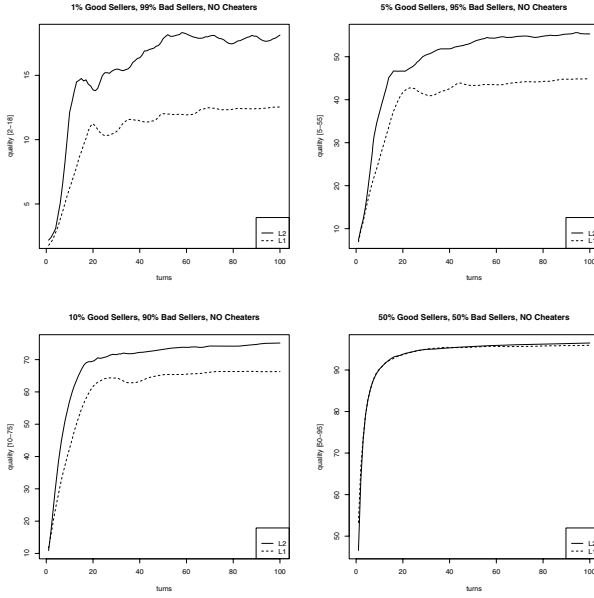 1% Good Sellers, 99% Bad Sellers, NO Cheaters
quality [2-18]
15
10
5
0 20 40 60 80 100
turns
L2
L1
5% Good Sellers, 95% Bad Sellers, NO Cheaters
quality [5-55]
50
40
30
20
10
0 20 40 60 80 100
turns
L2
L1
10% Good Sellers, 90% Bad Sellers, NO Cheaters
quality [10-75]
70
60
50
40
30
20
10
0 20 40 60 80 100
turns
L2
L1
50% Good Sellers, 50% Bad Sellers, NO Cheaters
quality [50-95]
90
80
70
60
50
0 20 40 60 80 100
turns
L2
L1